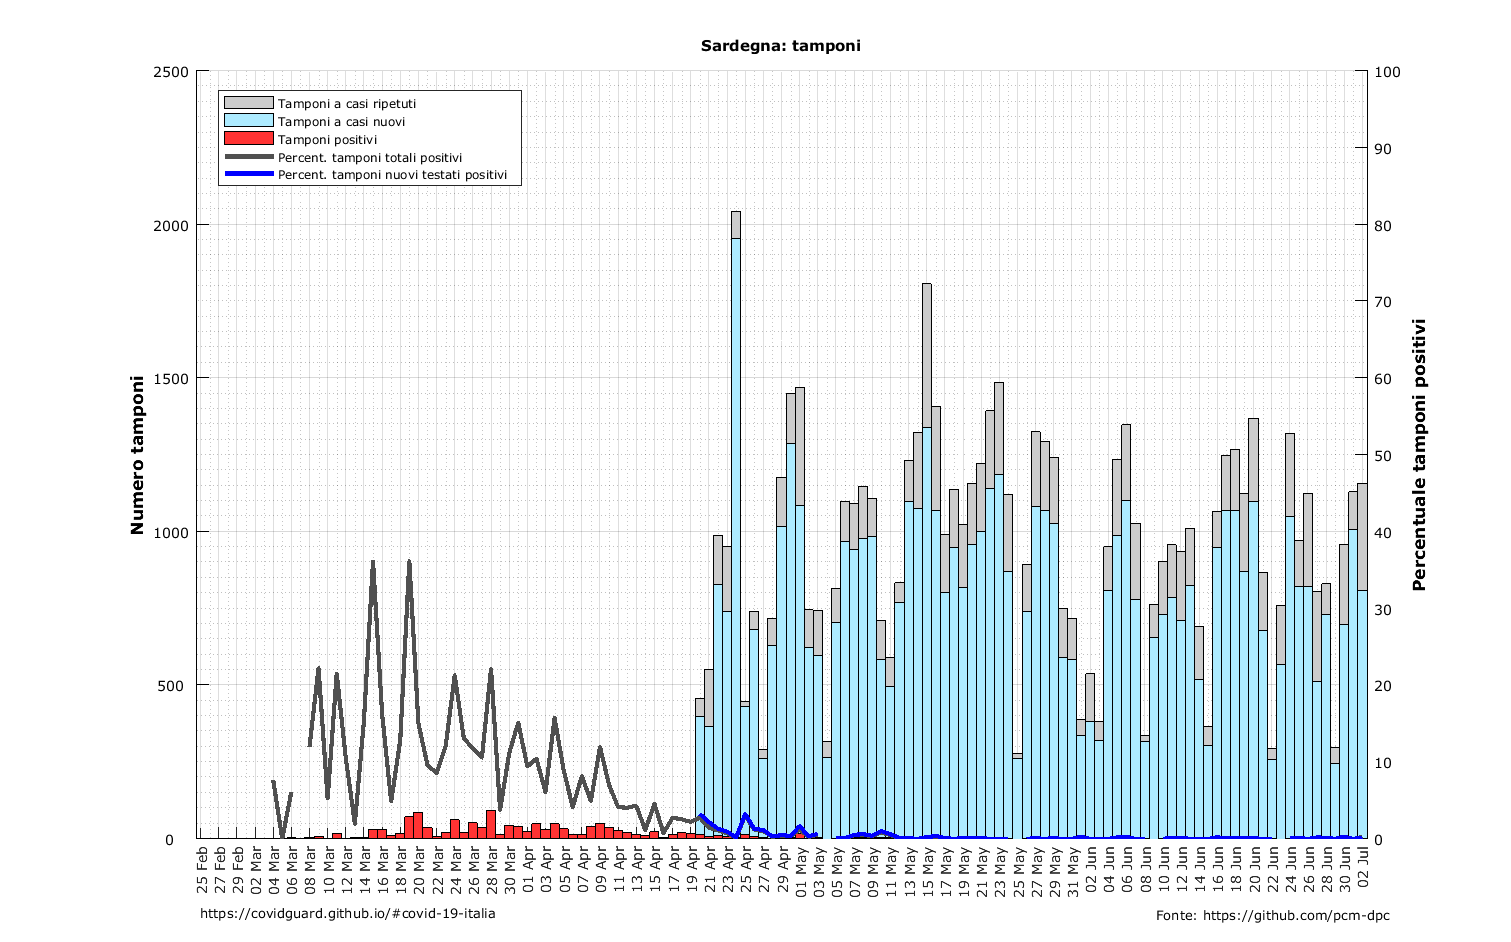 Sardegna: tamponi
2500
2000
1500
1000
500
0
Numero tamponi
Tamponi a casi ripetuti
Tamponi a casi nuovi
Tamponi positivi
Percent. tamponi totali positivi
Percent. tamponi nuovi testati positivi
100
90
80
70
60
50
40
30
20
10
0
Percentuale tamponi positivi
25 Feb
27 Feb
29 Feb
02 Mar
04 Mar
06 Mar
08 Mar
10 Mar
12 Mar
14 Mar
16 Mar
18 Mar
20 Mar
22 Mar
24 Mar
26 Mar
28 Mar
30 Mar
01 Apr
03 Apr
05 Apr
07 Apr
09 Apr
11 Apr
13 Apr
15 Apr
17 Apr
19 Apr
21 Apr
23 Apr
25 Apr
27 Apr
29 Apr
01 May
03 May
05 May
07 May
09 May
11 May
13 May
15 May
17 May
19 May
21 May
23 May
25 May
27 May
29 May
31 May
02 Jun
04 Jun
06 Jun
08 Jun
10 Jun
12 Jun
14 Jun
16 Jun
18 Jun
20 Jun
22 Jun
24 Jun
26 Jun
28 Jun
30 Jun
02 Jul
https://covidguard.github.io/#covid-19-italia
Fonte: https://github.com/pcm-dpc